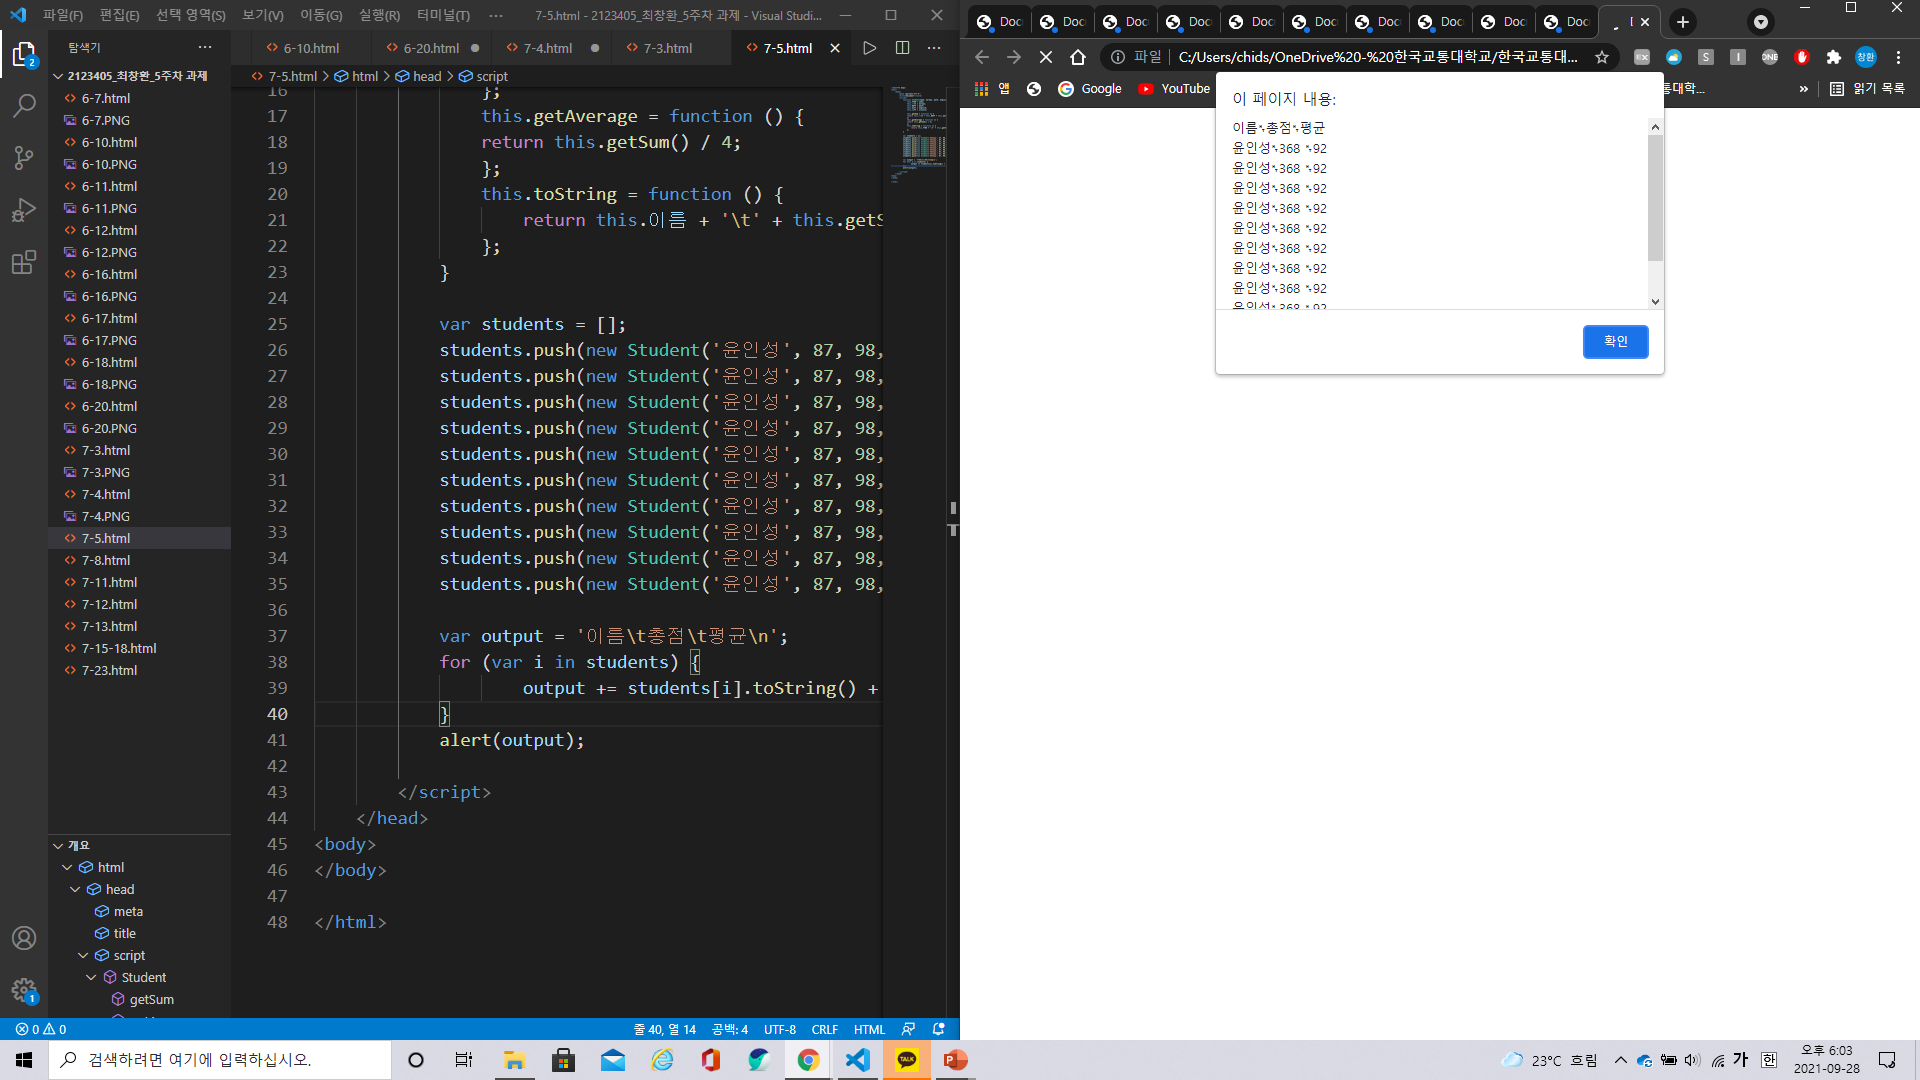 파일(F) 편집(E) 선택 영역(S) 보기(V) 이동(G) 실행(R) 터미널(T) ··· 7-5.html - 2123405_최창환_5주차 과제 - Visual Studi...
탐색기 ···
2123405_최창환_5주차 과제
6-7.html
6-7.PNG
6-10.html
6-10.PNG
6-11.html
6-11.PNG
6-12.html
6-12.PNG
6-16.html
6-16.PNG
6-17.html
6-17.PNG
6-18.html
6-18.PNG
6-20.html
6-20.PNG
7-3.html
7-3.PNG
7-4.html
7-4.PNG
7-5.html
7-8.html
7-11.html
7-12.html
7-13.html
7-15-18.html
7-23.html
개요
html
head
meta
title
script
Student
getSum
2
1
6-10.html 6-20.html 7-4.html 7-3.html 7-5.html
7-5.html > html > head > script
16 };
17 this.getAverage = function () {
18 return this.getSum() / 4;
19 };
20 this.toString = function () {
21 return this.이름 + '\t' + this.getS
22 };
23 }
24
25 var students = [];
26 students.push(new Student('윤인성', 87, 98,
27 students.push(new Student('윤인성', 87, 98,
28 students.push(new Student('윤인성', 87, 98,
29 students.push(new Student('윤인성', 87, 98,
30 students.push(new Student('윤인성', 87, 98,
31 students.push(new Student('윤인성', 87, 98,
32 students.push(new Student('윤인성', 87, 98,
33 students.push(new Student('윤인성', 87, 98,
34 students.push(new Student('윤인성', 87, 98,
35 students.push(new Student('윤인성', 87, 98,
36
37 var output = '이름\t총점\t평균\n';
38 for (var i in students) {
39 output += students[i].toString() +
40 }
41 alert(output);
42
43 </script>
44 </head>
45 <body>
46 </body>
47
48 </html>
0 0 줄 40, 열 14 공백: 4 UTF-8 CRLF HTML
Doc Doc Doc Doc Doc Doc Doc Doc Doc Doc
파일 C:/Users/chids/OneDrive%20-%20한국교통대학교/한국교통대...
창환
앱 Google YouTube 통대학... » 읽기 목록
이 페이지 내용:
이름 총점 평균
윤인성 368 92
윤인성 368 92
윤인성 368 92
윤인성 368 92
윤인성 368 92
윤인성 368 92
윤인성 368 92
윤인성 368 92
윤인성 368 92
확인
검색하려면 여기에 입력하십시오.
TALK
23°C 흐림
가 한
오후 6:03
2021-09-28